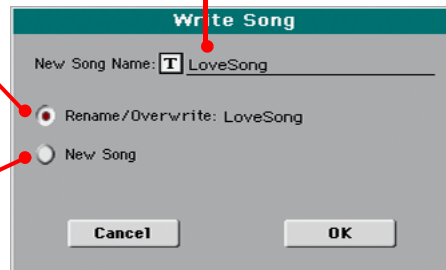 Write Song
New Song Name: T LoveSong
Rename/Overwrite: LoveSong
New Song
Cancel OK